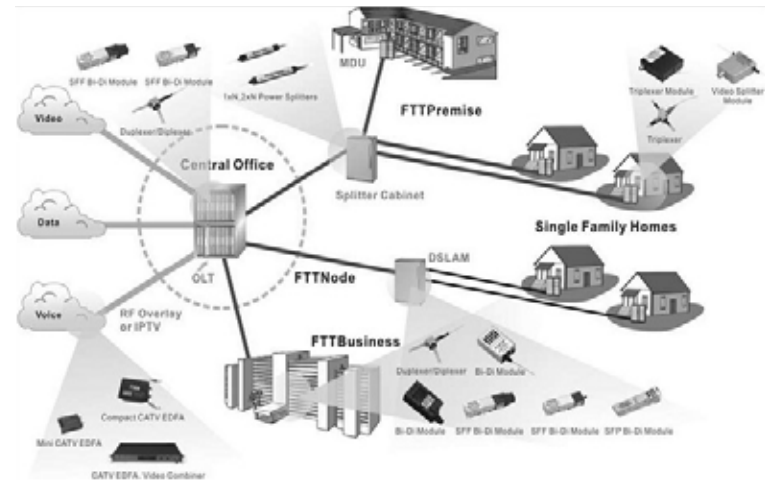 MDU
SFF Bi-Di Module
SFF Bi-Di Module
1xN, 2xN Power Splitters
Triplexer Module
Video Splitter
Module
Video
Duplexer/Diplexer
FTTPremise
Triplexer
Central Office
Splitter Cabinet
Data
Single Family Homes
DSLAM
OLT
FTTNode
Voice
RF Overlay
or IPTV
FTTBusiness
Duplexer/Diplexer
Bi-Di Module
Compact CATV EDFA
Bi-Di Module
SFF Bi-Di Module
SFF Bi-Di Module
SFP Bi-Di Module
Mini CATV EDFA
CATV EDFA, Video Combiner